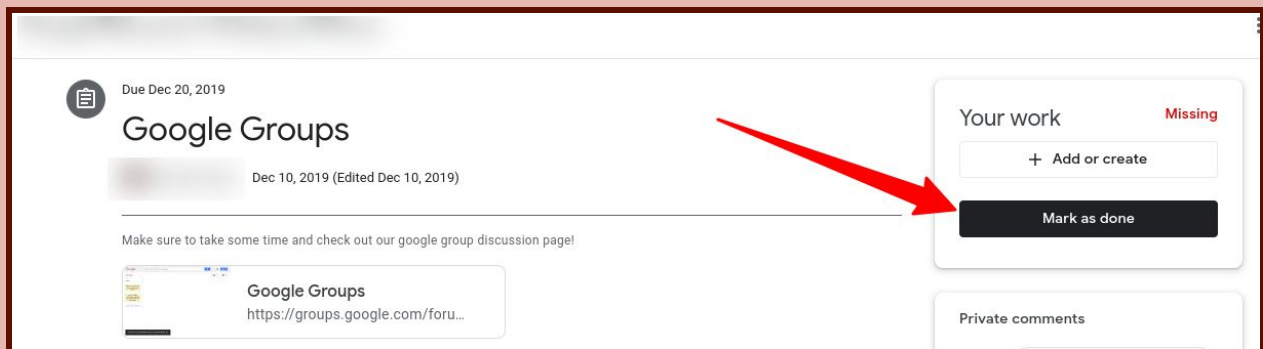 Due Dec 20, 2019
Google Groups
Dec 10, 2019 (Edited Dec 10, 2019)
Make sure to take some time and check out our google group discussion page!
Google Groups
https://groups.google.com/foru...
Your work
Missing
+ Add or create
Mark as done
Private comments